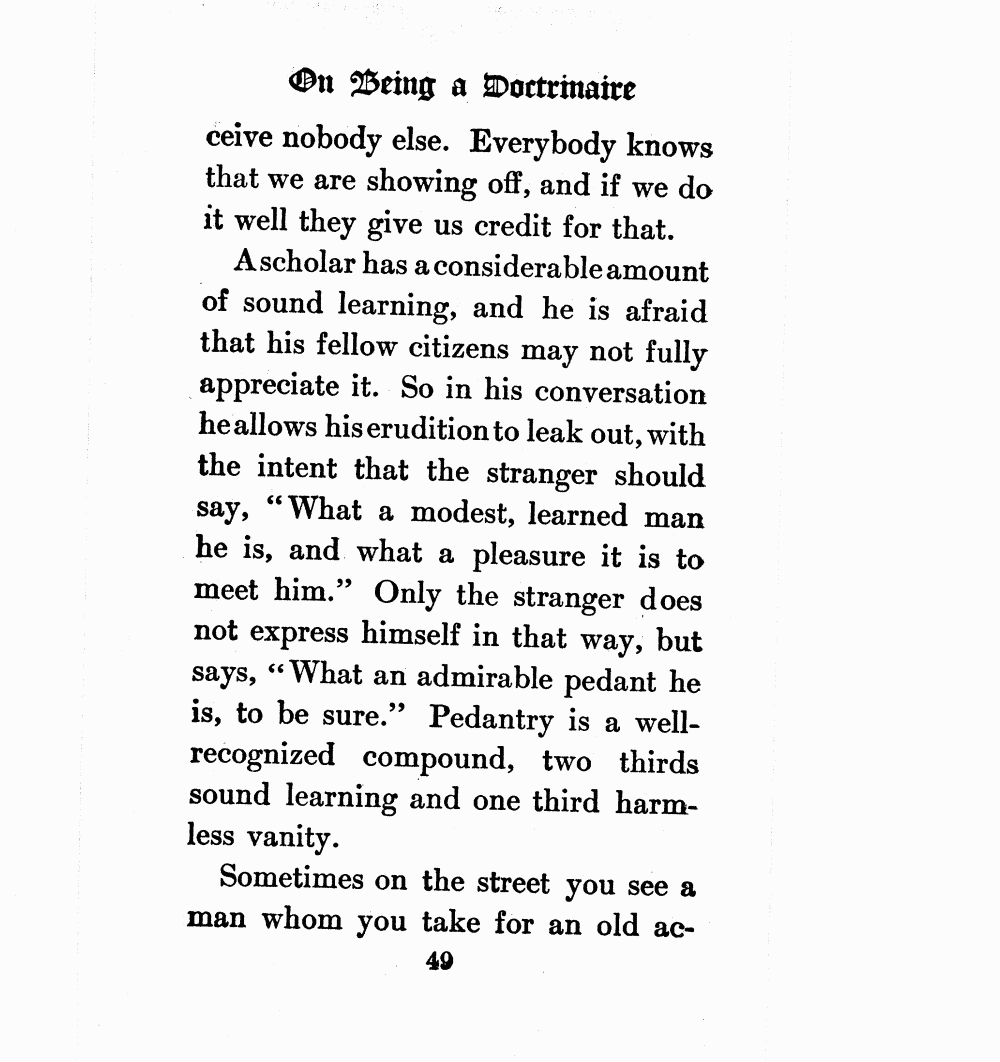 On Being a Doctrinaire
ceive nobody else. Everybody knows
that we are showing off, and if we do
it well they give us credit for that.
A scholar has a considerable amount
of sound learning, and he is afraid
that his fellow citizens may not fully
appreciate it. So in his conversation
he allows his erudition to leak out, with
the intent that the stranger should
say, “What a modest, learned man
he is, and what a pleasure it is to
meet him.” Only the stranger does
not express himself in that way, but
says, “What an admirable pedant he
is, to be sure.” Pedantry is a well-
recognized compound, two thirds
sound learning and one third harm-
less vanity.
Sometimes on the street you see a
man whom you take for an old ac-
49